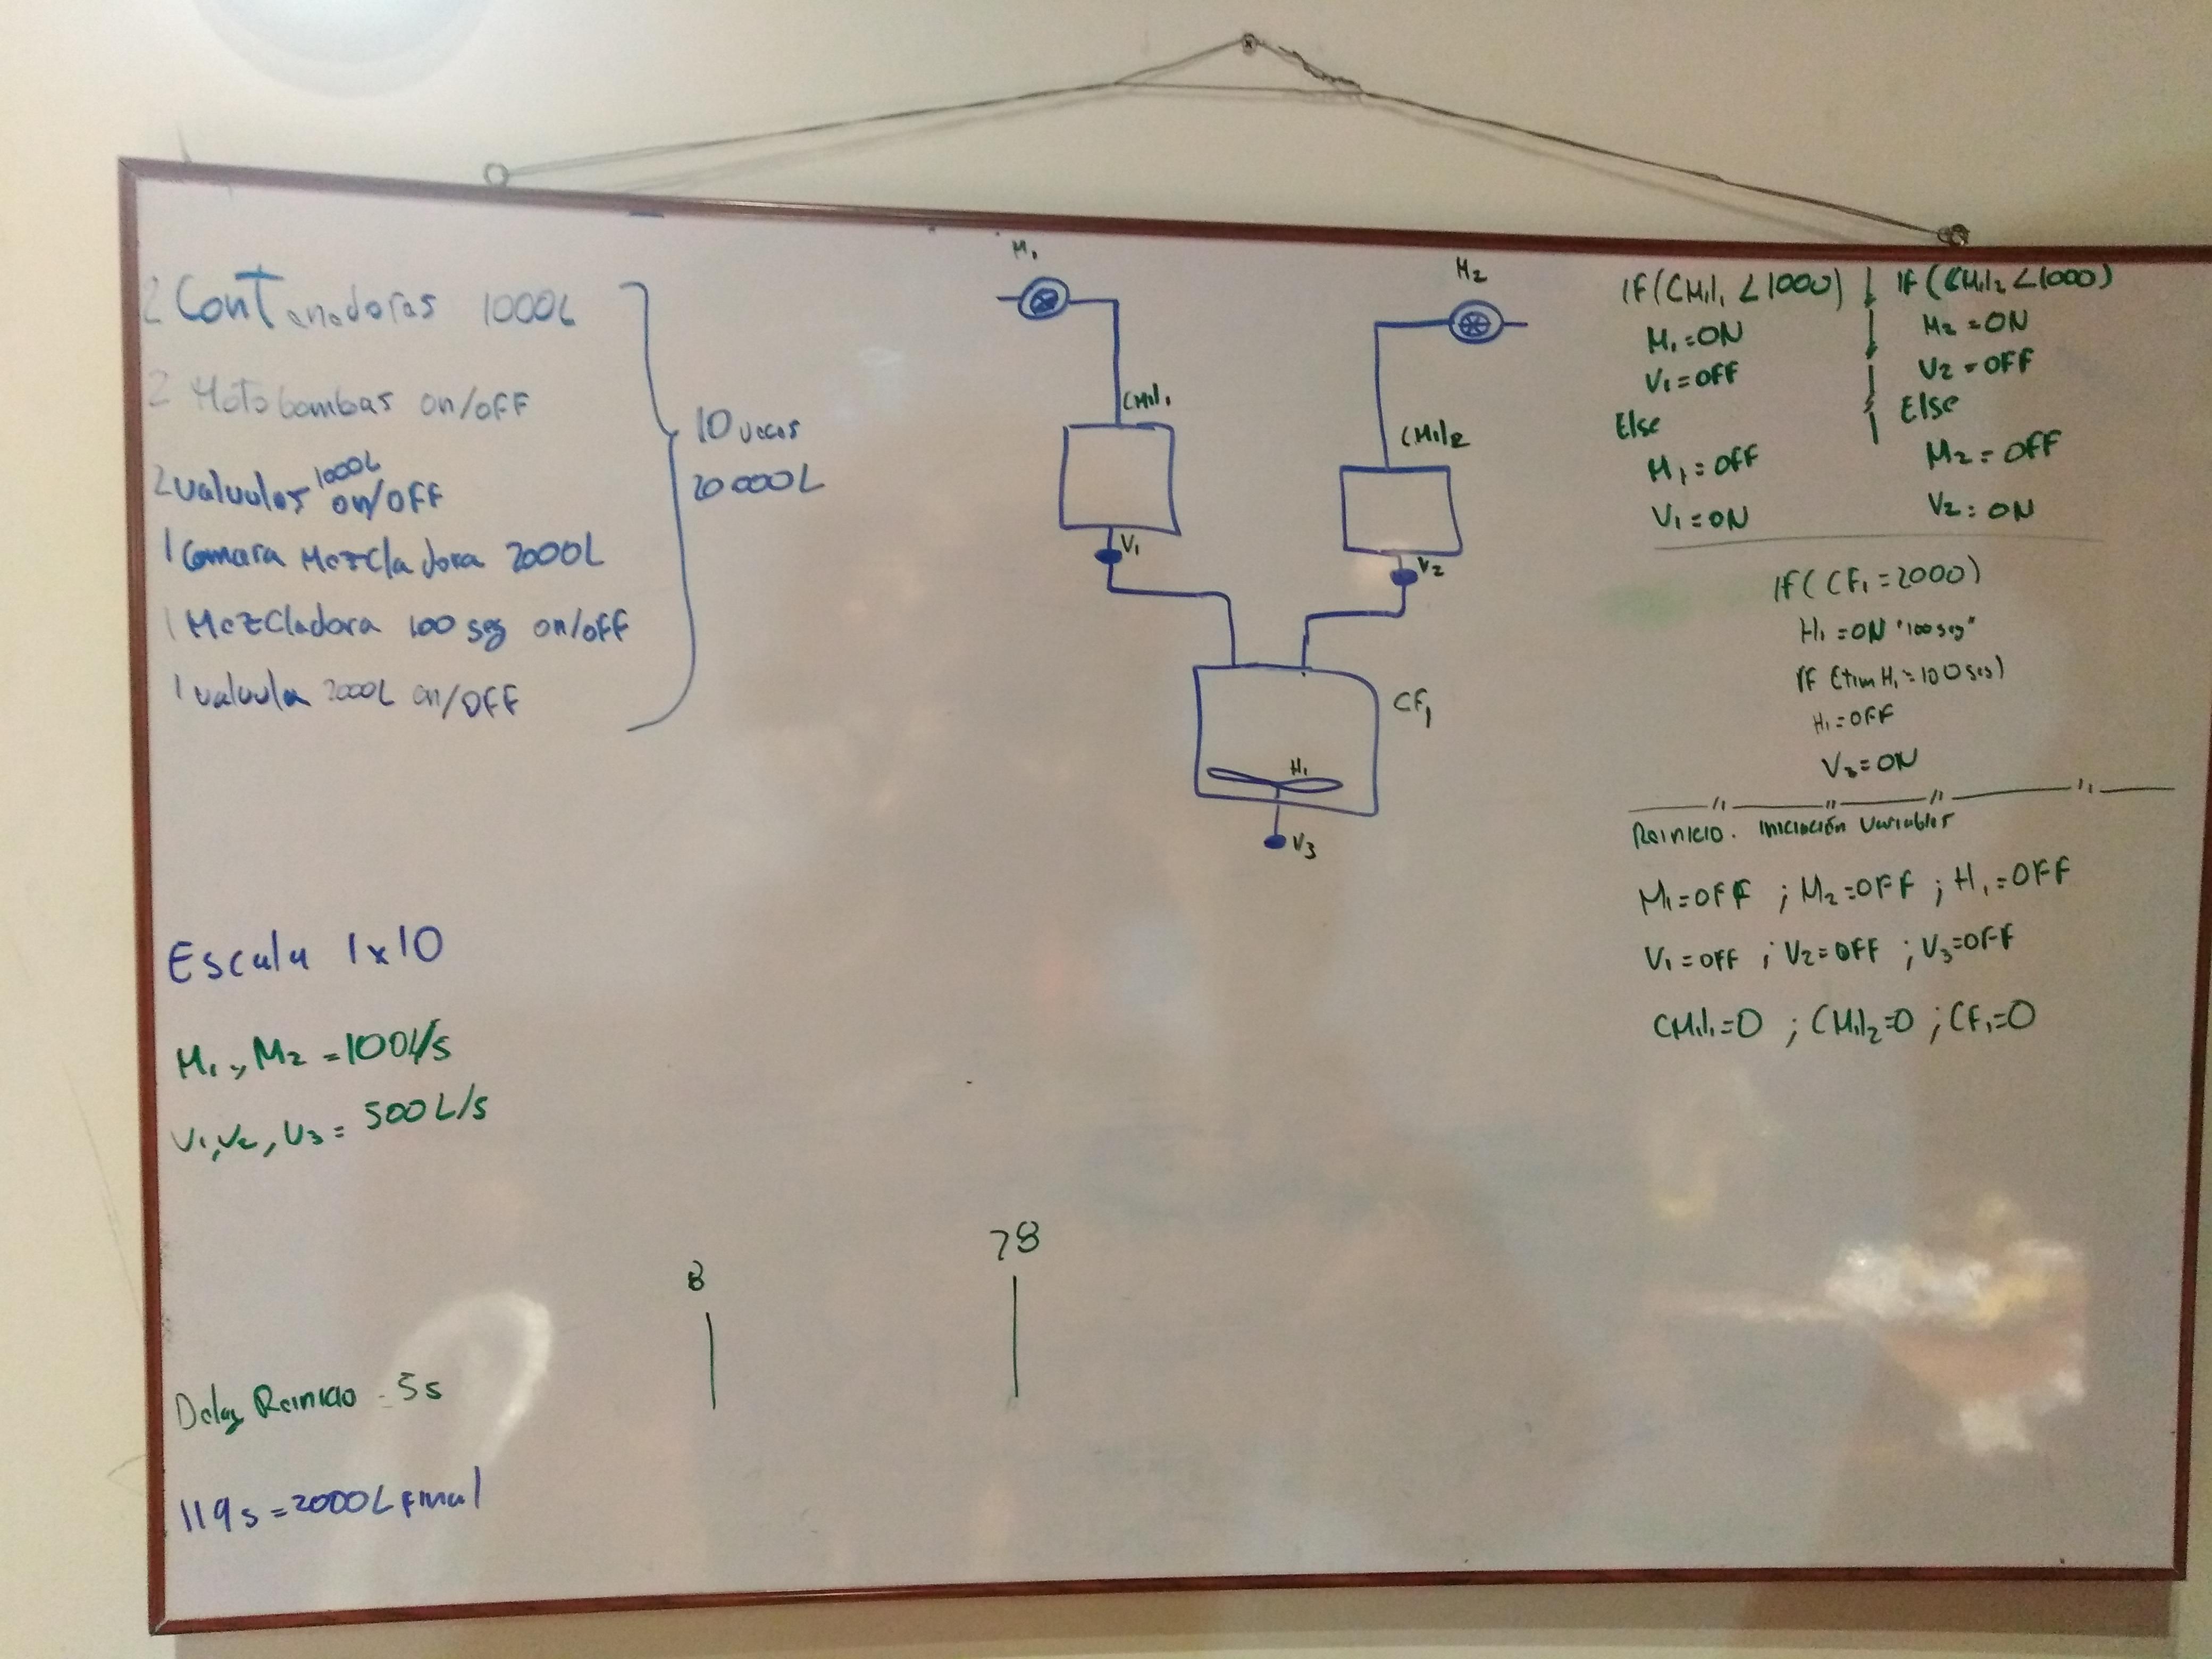 2 Contenedoras 1000L
2 Motobombas on/off
2 valvulas 1000L on/OFF
1 Camara Mezcladora 2000L
1 Mezcladora 100 seg on/off
1 valvula 2000L on/OFF
10 veces
20000L
Escala 1x10
M1, M2 = 100L/s
V1, V2, V3 = 500L/s
8
78
Delay Reinicio = 5s
119s = 2000L final
M1
M2
CMil1
CMil2
V1
V2
CF1
H1
V3
IF(CMil1 <1000)
M1=ON
V1=OFF
Else
M1=OFF
V1=ON
IF(CMil2 <1000)
M2=ON
V2=OFF
Else
M2=OFF
V2=ON
IF(CF1=2000)
H1=ON "100seg"
IF (tim H1=100seg)
H1=OFF
V3=ON
Reinicio. Iniciación Variables
M1=OFF ; M2=OFF ; H1=OFF
V1=OFF ; V2=OFF ; V3=OFF
CMil1=0 ; CMil2=0 ; CF1=0